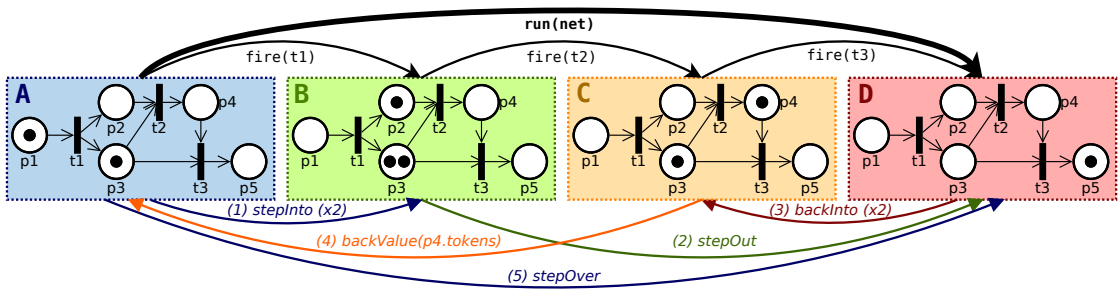 run(net)
fire(t1)
fire(t2)
fire(t3)
A
p1
t1
p2
p3
t2
p4
t3
p5
B
p1
t1
p2
p3
t2
p4
t3
p5
C
p1
t1
p2
p3
t2
p4
t3
p5
D
p1
t1
p2
p3
t2
p4
t3
p5
(1) stepInto (x2)
(3) backInto (x2)
(4) backValue(p4.tokens)
(2) stepOut
(5) stepOver